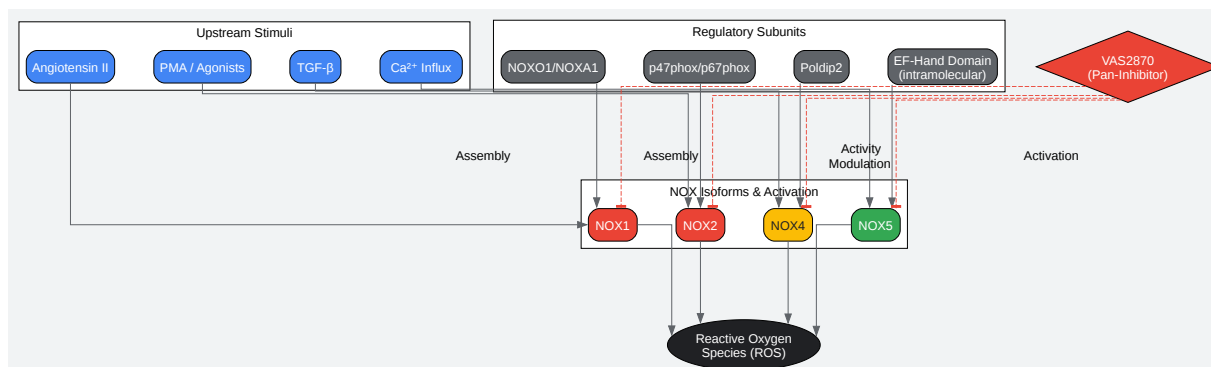 Upstream Stimuli
Angiotensin II
PMA / Agonists
TGF-β
Ca²⁺ Influx
Regulatory Subunits
NOXO1/NOXA1
p47phox/p67phox
Poldip2
EF-Hand Domain
(intramolecular)
VAS2870
(Pan-Inhibitor)
Assembly
Assembly
Activity
Modulation
Activation
NOX Isoforms & Activation
NOX1
NOX2
NOX4
NOX5
Reactive Oxygen
Species (ROS)